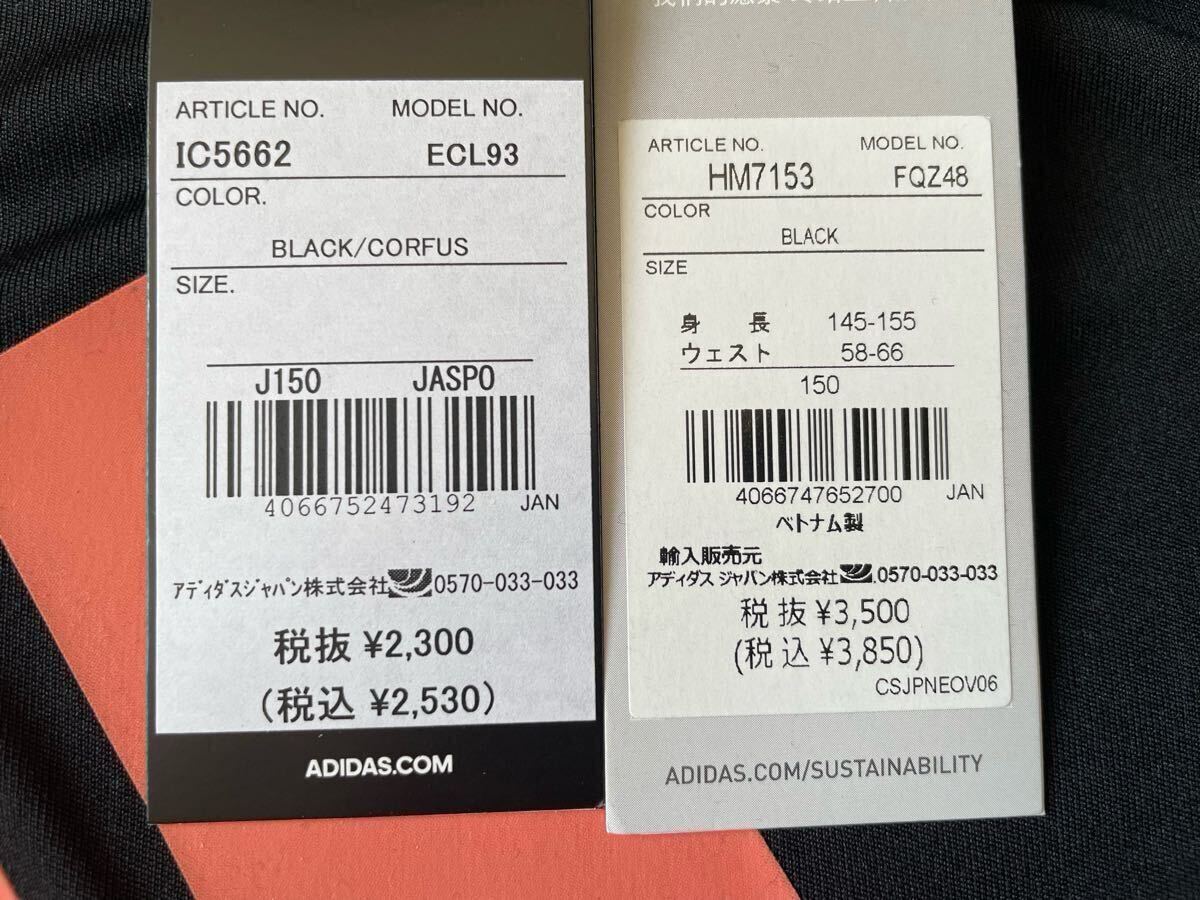 ARTICLE NO. MODEL NO.
IC5662 ECL93
COLOR.
BLACK/CORFUS
SIZE.
J150 JASPO
4066752473192 JAN
アディダスジャパン株式会社 0570-033-033
税抜 ¥2,300
(税込 ¥2,530)
ADIDAS.COM
ARTICLE NO. MODEL NO.
HM7153 FQZ48
COLOR
BLACK
SIZE
身長 145-155
ウェスト 58-66
150
4066747652700 JAN
ベトナム製
輸入販売元
アディダス ジャパン株式会社 0570-033-033
税抜 ¥3,500
(税込 ¥3,850)
CSJPNEOV06
ADIDAS.COM/SUSTAINABILITY